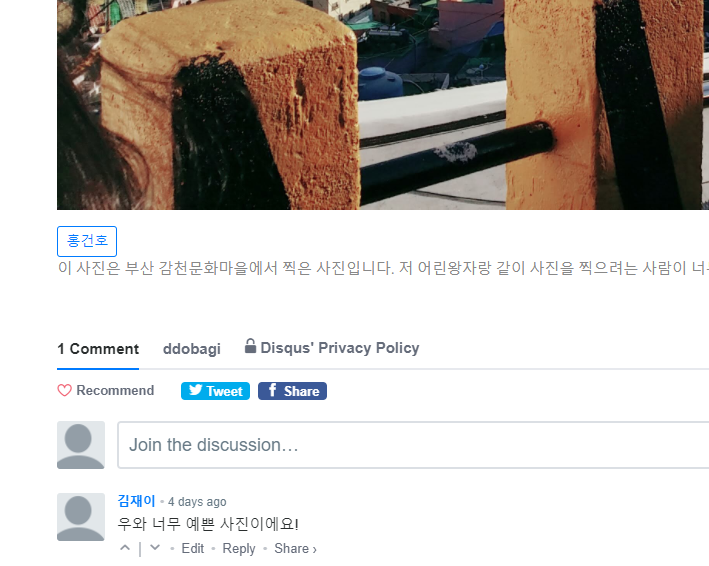 홍건호
이 사진은 부산 감천문화마을에서 찍은 사진입니다. 저 어린왕자랑 같이 사진을 찍으려는 사람이
1 Comment ddobagi Disqus' Privacy Policy
Recommend Tweet Share
Join the discussion…
김재이 • 4 days ago
우와 너무 예쁜 사진이에요!
• Edit • Reply • Share ›